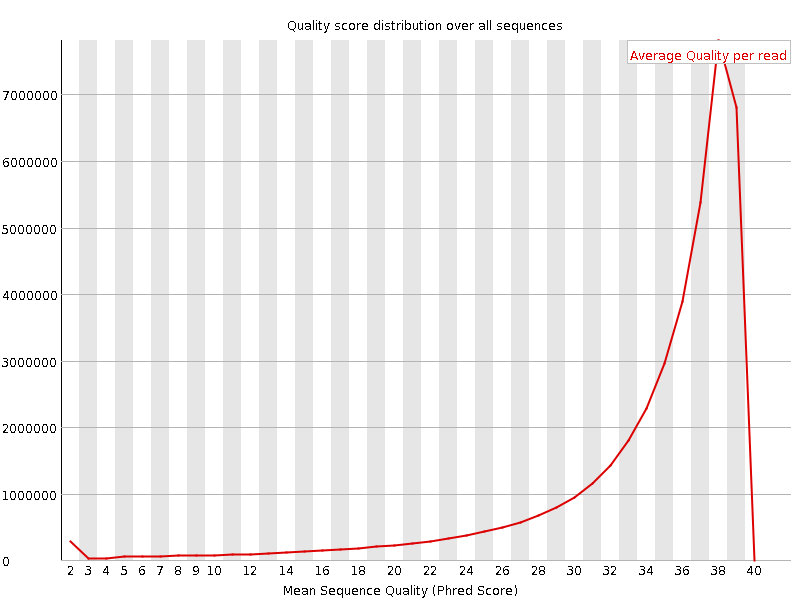 Quality score distribution over all sequences
Average Quality per read
7000000
6000000
5000000
4000000
3000000
2000000
1000000
0
2 3 4 5 6 7 8 9 10 12 14 16 18 20 22 24 26 28 30 32 34 36 38 40
Mean Sequence Quality (Phred Score)